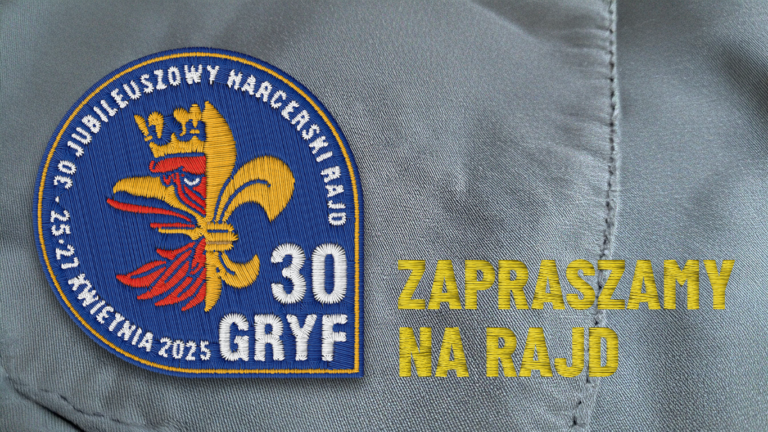 30 JUBILEUSZOWY HARCERSKI RAJD
25-27 KWIETNIA 2025
30
GRYF
ZAPRASZAMY
NA RAJD